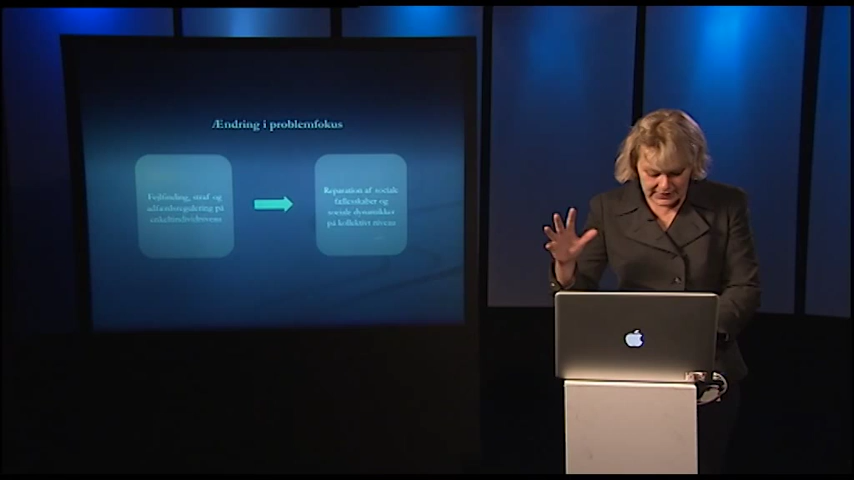 Ændring i problemfokus
Fejlfinding, straf og
adfærdsregulering på
enkeltindividniveau
Reparation af sociale
fællesskaber og
sociale dynamikker
på kollektivt niveau